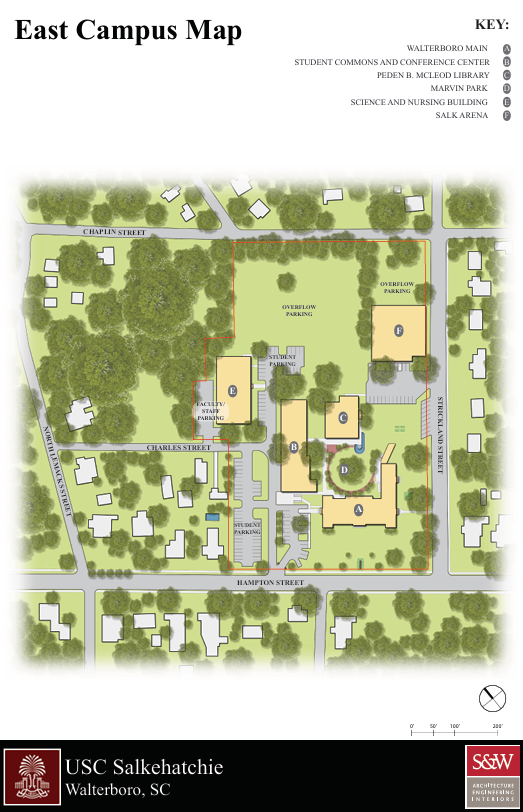 East Campus Map
KEY:
WALTERBORO MAIN A
STUDENT COMMONS AND CONFERENCE CENTER B
PEDEN B. MCLEOD LIBRARY C
MARVIN PARK D
SCIENCE AND NURSING BUILDING E
SALK ARENA F
CHAPLIN STREET
OVERFLOW
PARKING
OVERFLOW
PARKING
F
STUDENT
PARKING
E
FACULTY/
STAFF
PARKING
C
STRICKLAND STREET
NORTH LEMACKS STREET
CHARLES STREET
B
D
A
STUDENT
PARKING
HAMPTON STREET
0' 50' 100' 200'
USC Salkehatchie
Walterboro, SC
S&W
ARCHITECTURE
ENGINEERING
INTERIORS